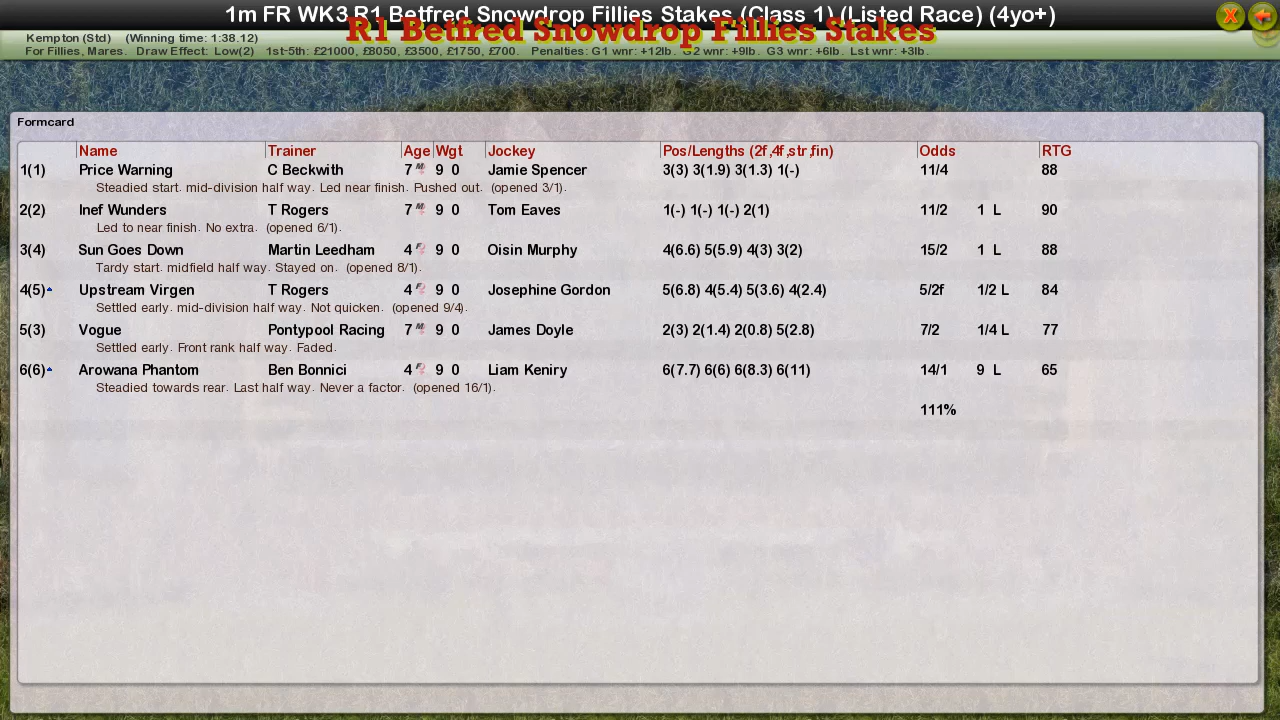 1m FR WK3 R1 Betfred Snowdrop Fillies Stakes (Class 1) (Listed Race) (4yo+)
R1 Betfred Snowdrop Fillies Stakes
Kempton (Std) (Winning time: 1:38.12)
For Fillies, Mares. Draw Effect: Low(2) 1st-5th: £21000, £8050, £3500, £1750, £700. Penalties: G1 wnr: +12lb. G2 wnr: +9lb. G3 wnr: +6lb. Lst wnr: +3lb.
Formcard
Name Trainer Age Wgt Jockey Pos/Lengths (2f,4f,str,fin) Odds RTG
1(1) Price Warning C Beckwith 7 M 9 0 Jamie Spencer 3(3) 3(1.9) 3(1.3) 1(-) 11/4 88
Steadied start. mid-division half way. Led near finish. Pushed out. (opened 3/1).
2(2) Inef Wunders T Rogers 7 M 9 0 Tom Eaves 1(-) 1(-) 1(-) 2(1) 11/2 1 L 90
Led to near finish. No extra. (opened 6/1).
3(4) Sun Goes Down Martin Leedham 4 F 9 0 Oisin Murphy 4(6.6) 5(5.9) 4(3) 3(2) 15/2 1 L 88
Tardy start. midfield half way. Stayed on. (opened 8/1).
4(5) Upstream Virgen T Rogers 4 F 9 0 Josephine Gordon 5(6.8) 4(5.4) 5(3.6) 4(2.4) 5/2f 1/2 L 84
Settled early. mid-division half way. Not quicken. (opened 9/4).
5(3) Vogue Pontypool Racing 7 M 9 0 James Doyle 2(3) 2(1.4) 2(0.8) 5(2.8) 7/2 1/4 L 77
Settled early. Front rank half way. Faded.
6(6) Arowana Phantom Ben Bonnici 4 F 9 0 Liam Keniry 6(7.7) 6(6) 6(8.3) 6(11) 14/1 9 L 65
Steadied towards rear. Last half way. Never a factor. (opened 16/1).
111%